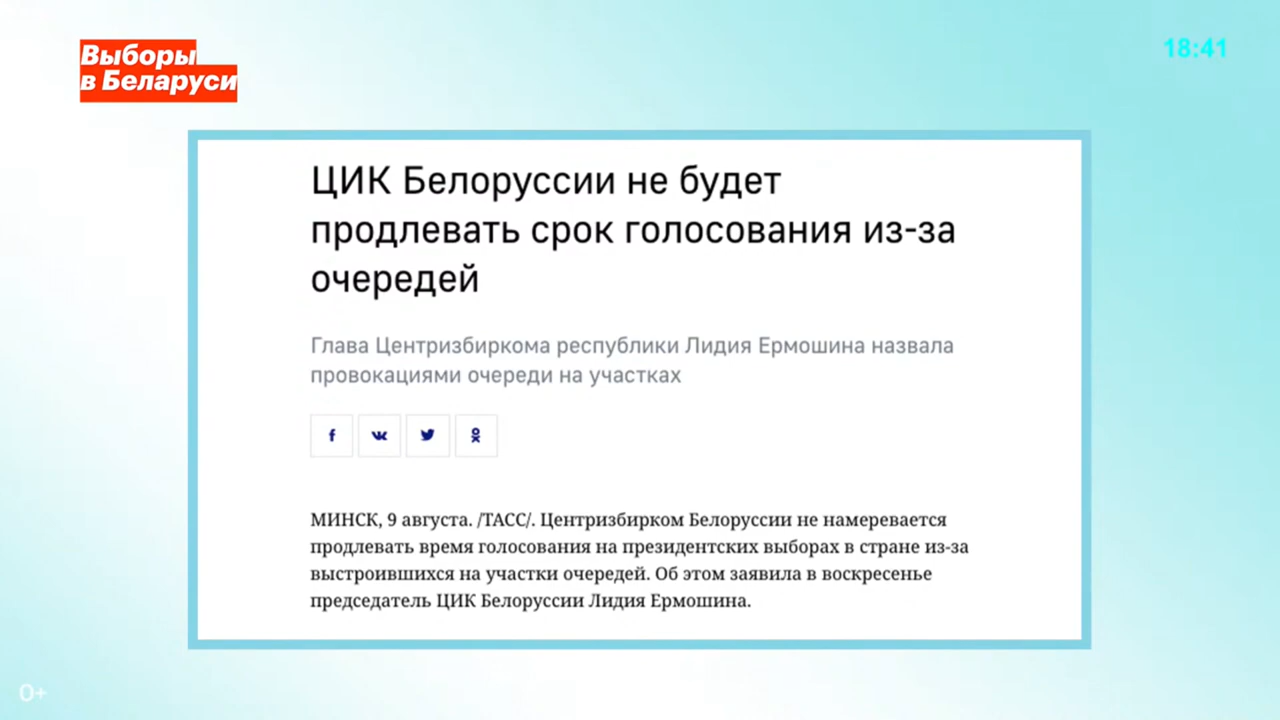 Выборы
в Беларуси
18:41
ЦИК Белоруссии не будет
продлевать срок голосования из-за
очередей
Глава Центризбиркома республики Лидия Ермошина назвала
провокациями очереди на участках
МИНСК, 9 августа. /ТАСС/. Центризбирком Белоруссии не намеревается
продлевать время голосования на президентских выборах в стране из-за
выстроившихся на участки очередей. Об этом заявила в воскресенье
председатель ЦИК Белоруссии Лидия Ермошина.
0+